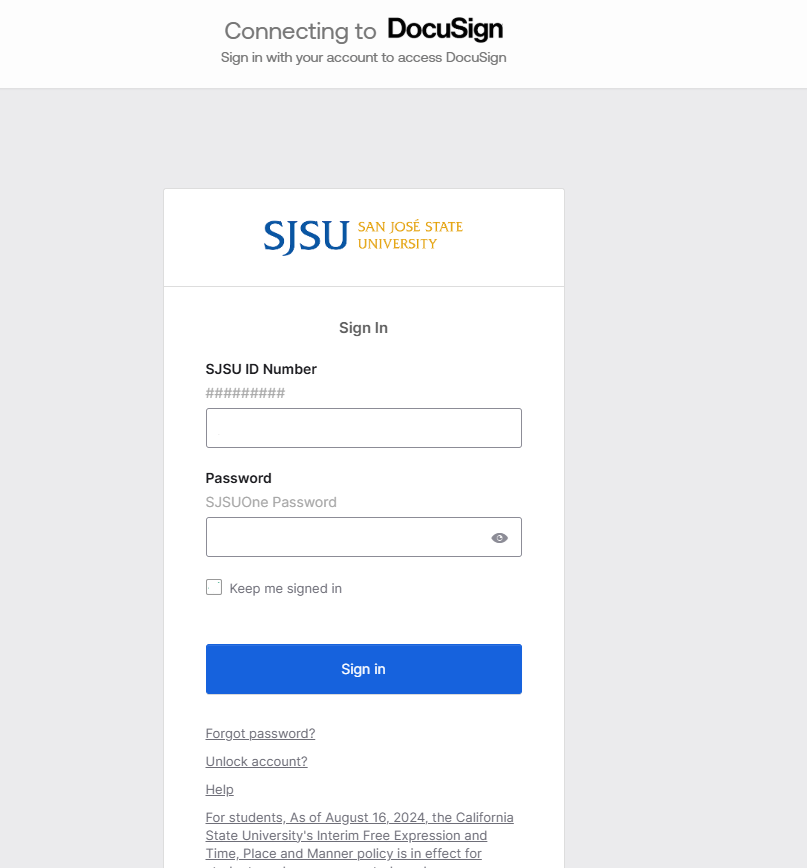 Connecting to DocuSign
Sign in with your account to access DocuSign
SJSU SAN JOSÉ STATE
UNIVERSITY
Sign In
SJSU ID Number
#########
Password
SJSUOne Password
Keep me signed in
Sign in
Forgot password?
Unlock account?
Help
For students, As of August 16, 2024, the California
State University's Interim Free Expression and
Time, Place and Manner policy is in effect for